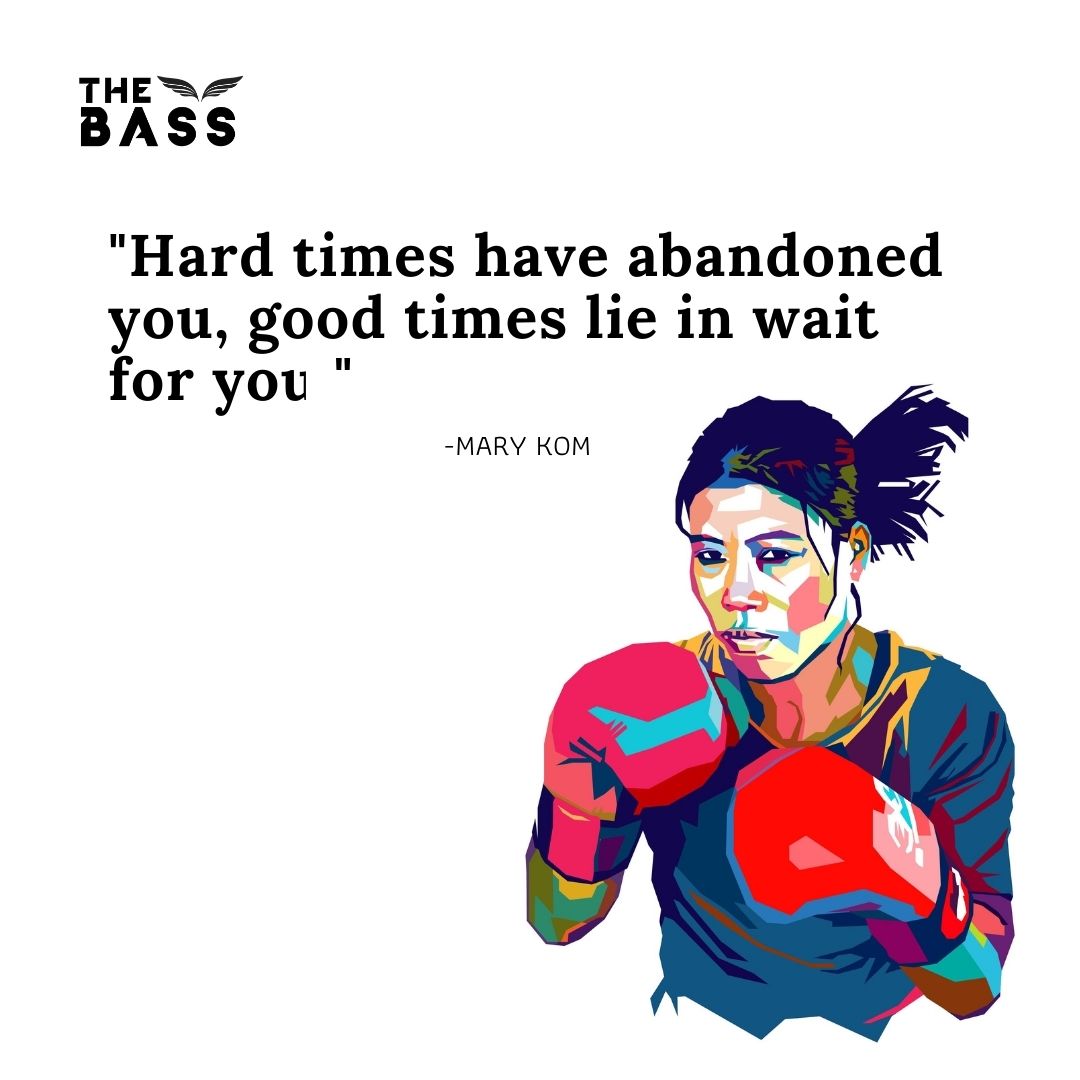 THE
BASS
"Hard times have abandoned
you, good times lie in wait
for you "
-MARY KOM